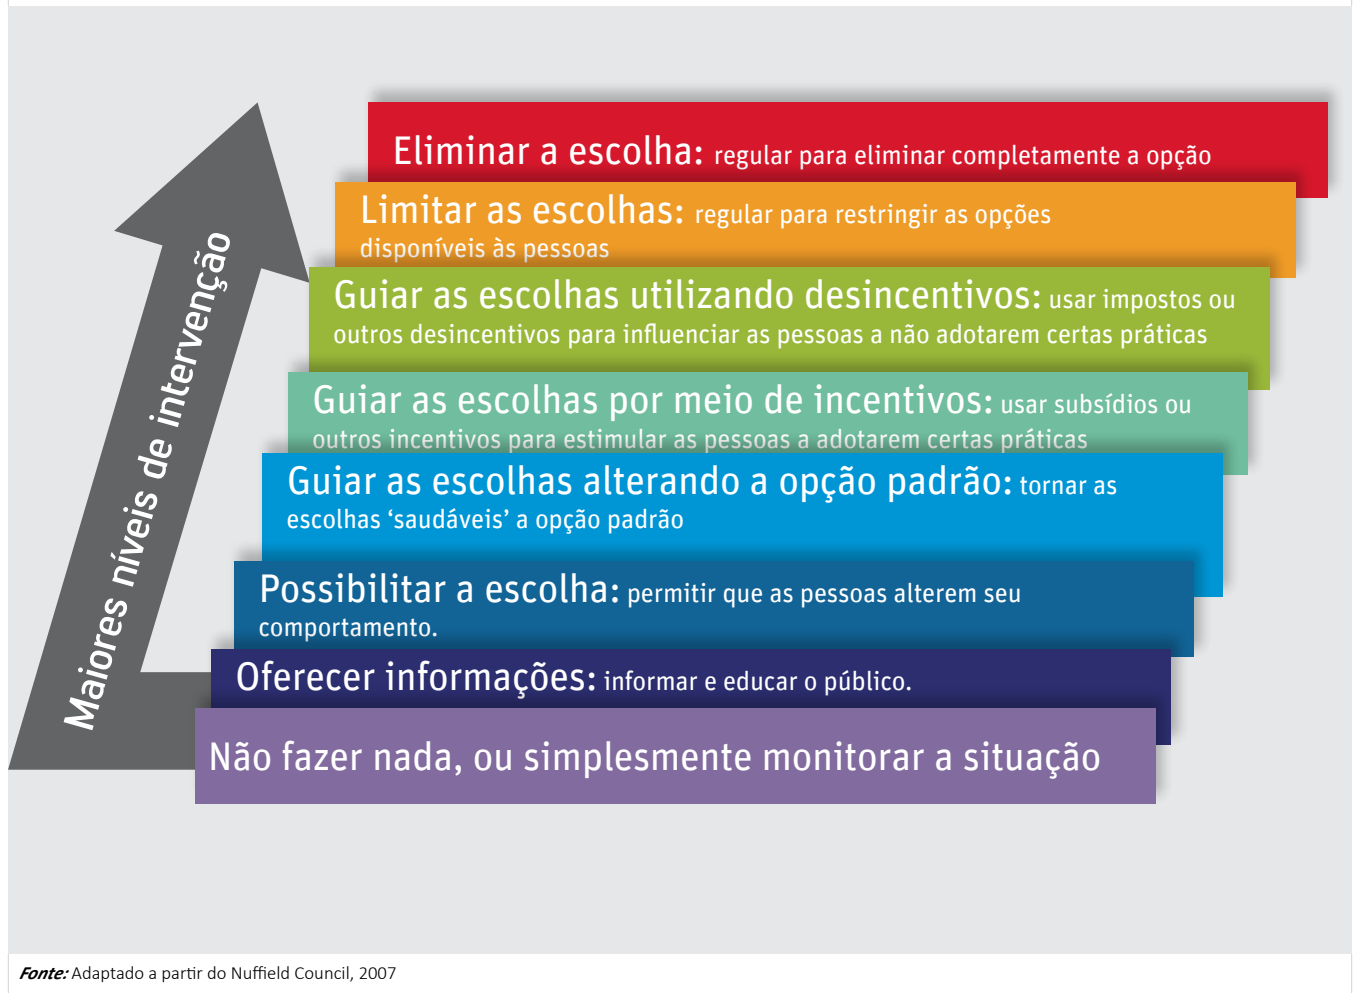 Eliminar a escolha: regular para eliminar completamente a opção
Limitar as escolhas: regular para restringir as opções
disponíveis às pessoas
Guiar as escolhas utilizando desincentivos: usar impostos ou
outros desincentivos para influenciar as pessoas a não adotarem certas práticas
Guiar as escolhas por meio de incentivos: usar subsídios ou
outros incentivos para estimular as pessoas a adotarem certas práticas
Guiar as escolhas alterando a opção padrão: tornar as
escolhas ‘saudáveis’ a opção padrão
Possibilitar a escolha: permitir que as pessoas alterem seu
comportamento.
Oferecer informações: informar e educar o público.
Não fazer nada, ou simplesmente monitorar a situação
Maiores níveis de intervenção
Fonte: Adaptado a partir do Nuffield Council, 2007